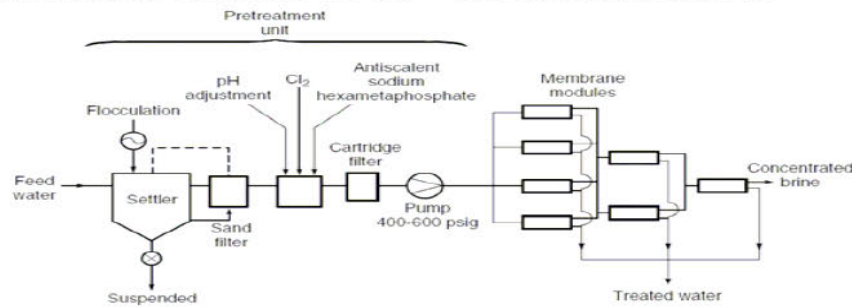 Pretreatment
unit
pH
adjustment
Cl₂
Antiscalent
sodium
hexametaphosphate
Flocculation
Cartridge
filter
Membrane
modules
Feed
water
Settler
Sand
filter
Pump
400-600 psig
Concentrated
brine
Suspended
Treated water